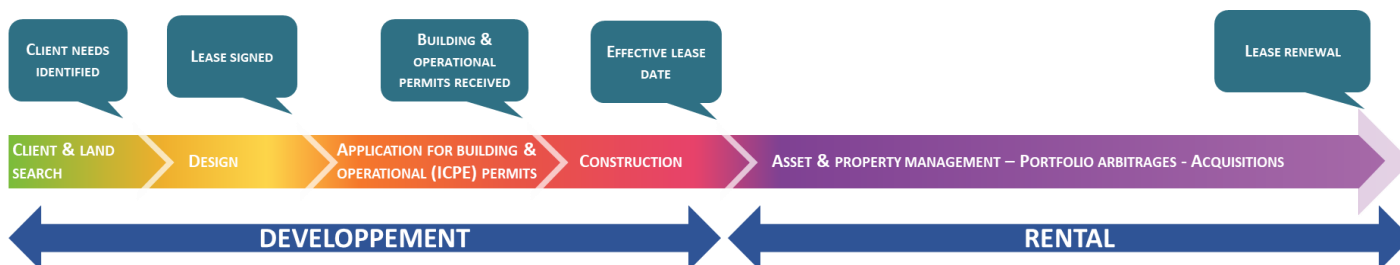 CLIENT NEEDS
IDENTIFIED
LEASE SIGNED
BUILDING &
OPERATIONAL
PERMITS RECEIVED
EFFECTIVE LEASE
DATE
LEASE RENEWAL
CLIENT & LAND
SEARCH
DESIGN
APPLICATION FOR BUILDING &
OPERATIONAL (ICPE) PERMITS
CONSTRUCTION
ASSET & PROPERTY MANAGEMENT – PORTFOLIO ARBITRAGES - ACQUISITIONS
DEVELOPPEMENT
RENTAL